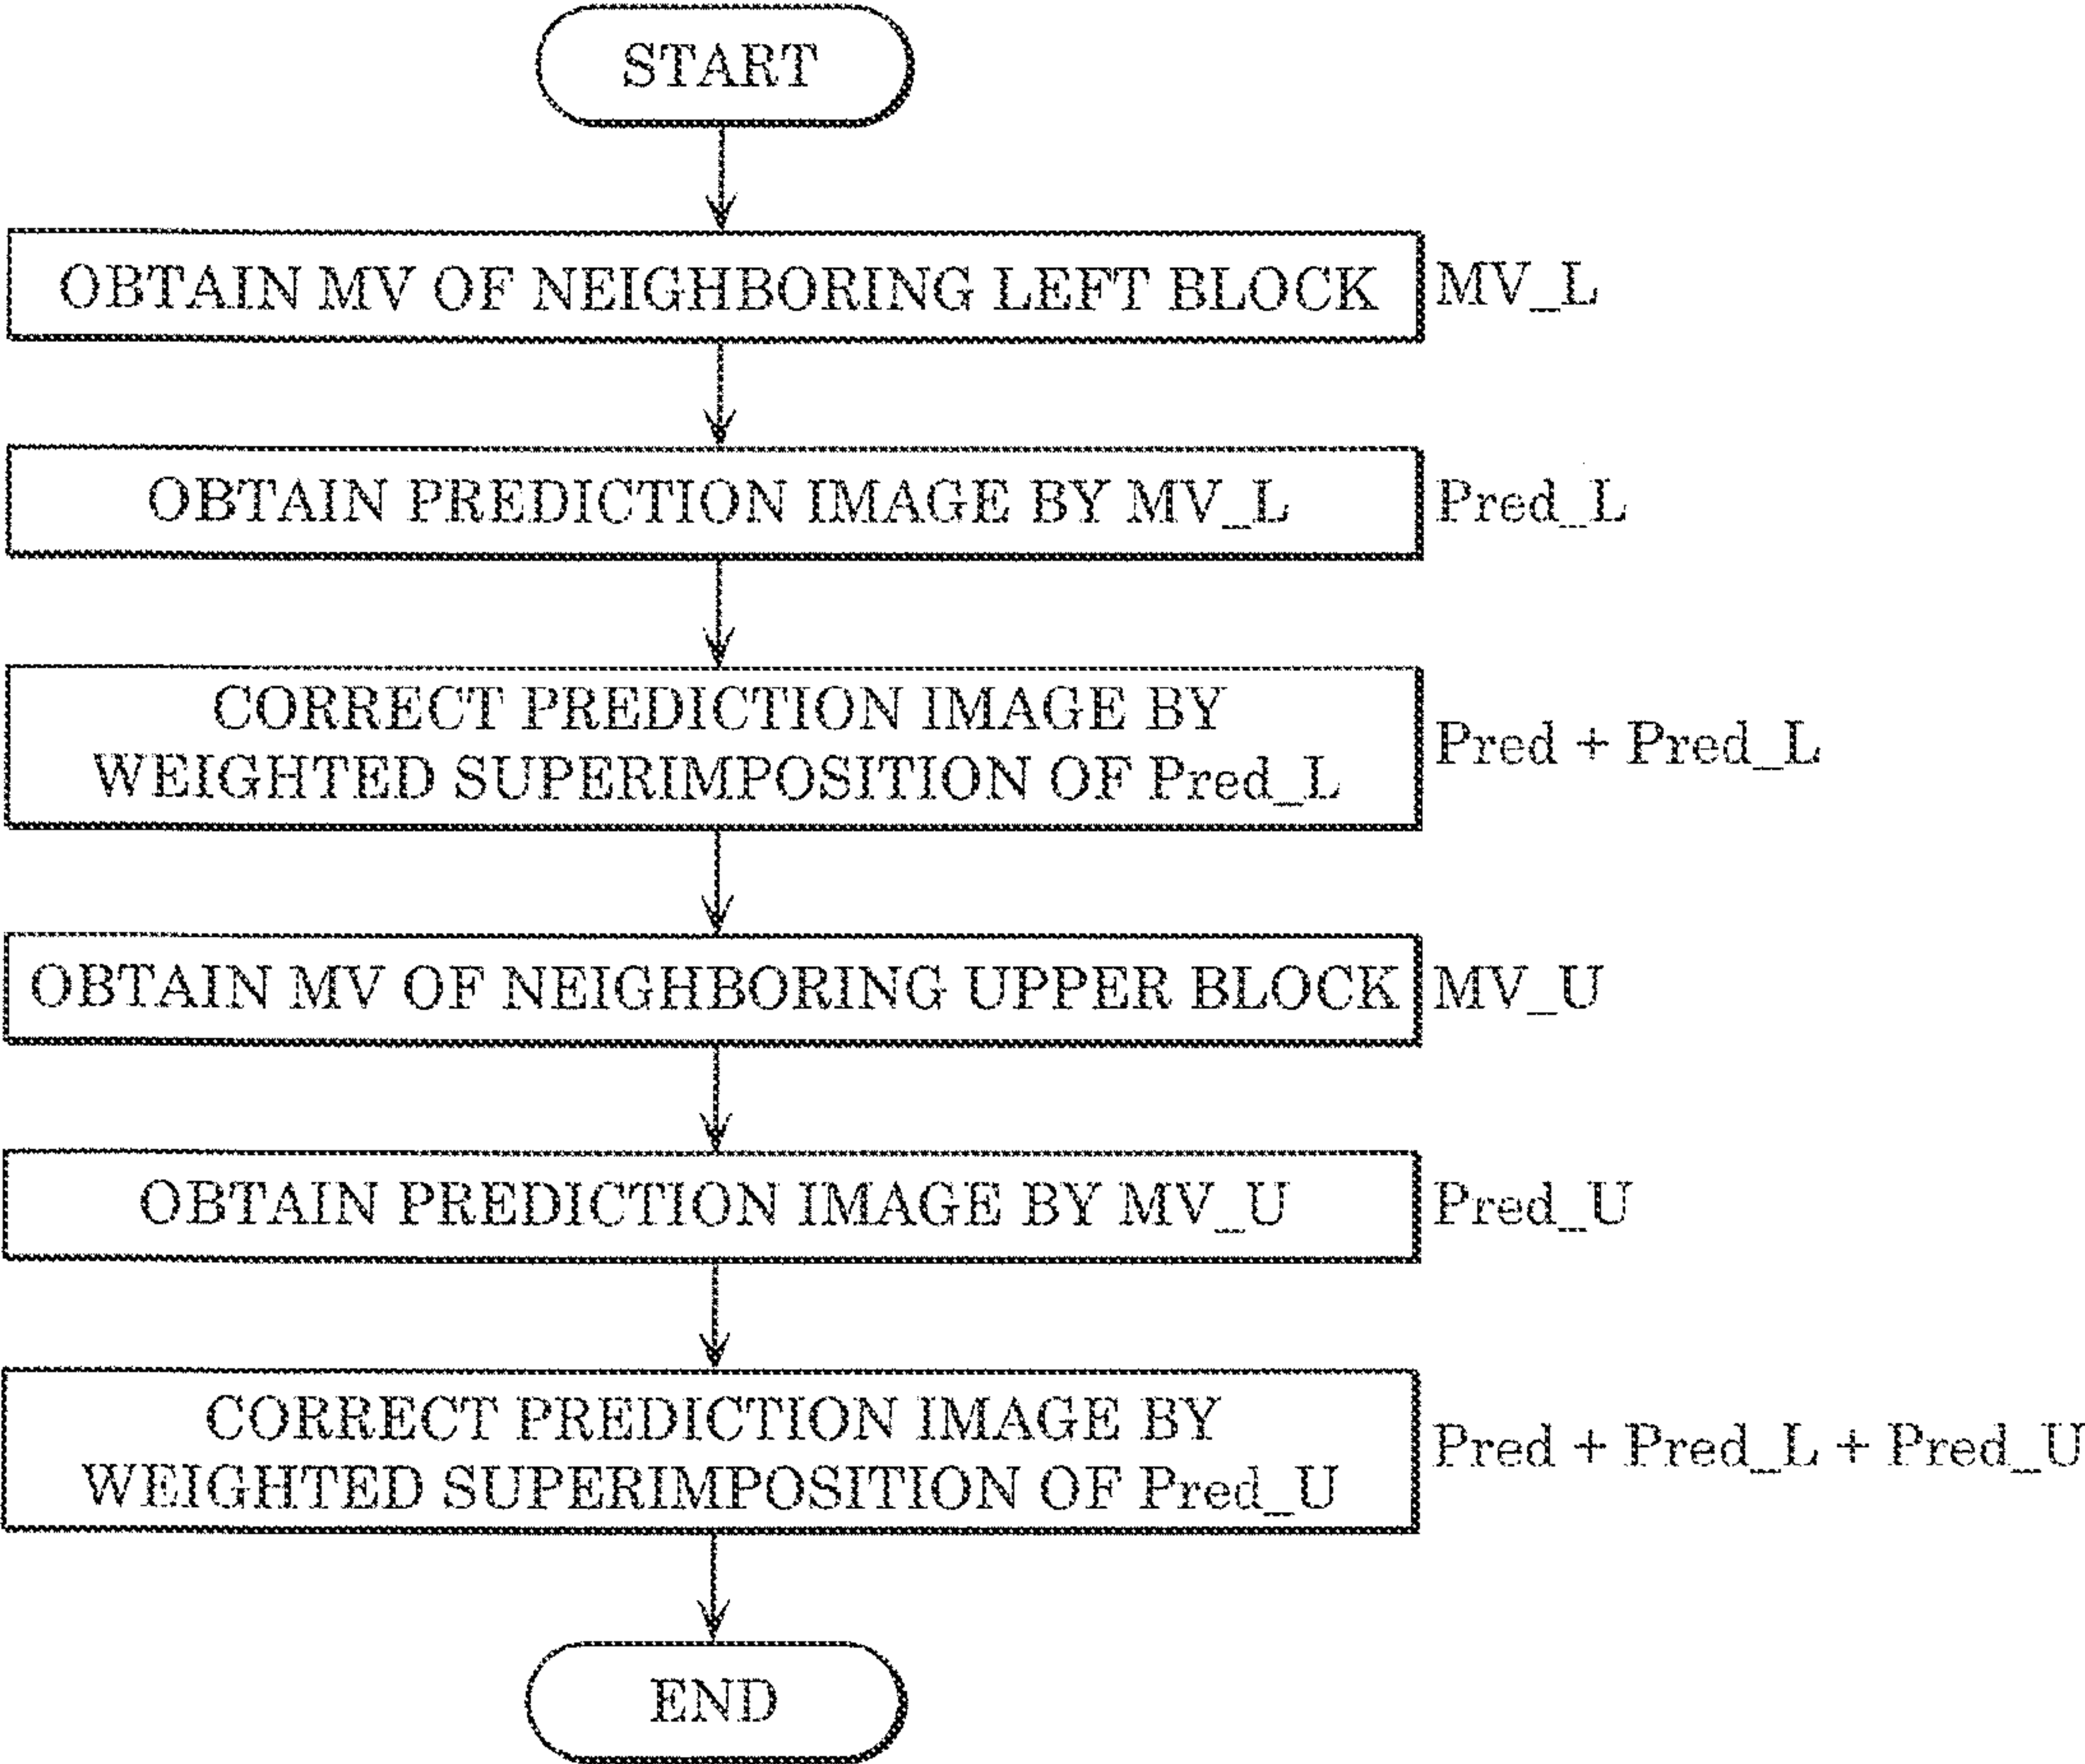 START
OBTAIN MV OF NEIGHBORING LEFT BLOCK
MV_L
OBTAIN PREDICTION IMAGE BY MV_L
Pred_L
CORRECT PREDICTION IMAGE BY
WEIGHTED SUPERIMPOSITION OF Pred_L
Pred + Pred_L
OBTAIN MV OF NEIGHBORING UPPER BLOCK
MV_U
OBTAIN PREDICTION IMAGE BY MV_U
Pred_U
CORRECT PREDICTION IMAGE BY
WEIGHTED SUPERIMPOSITION OF Pred_U
Pred + Pred_L + Pred_U
END